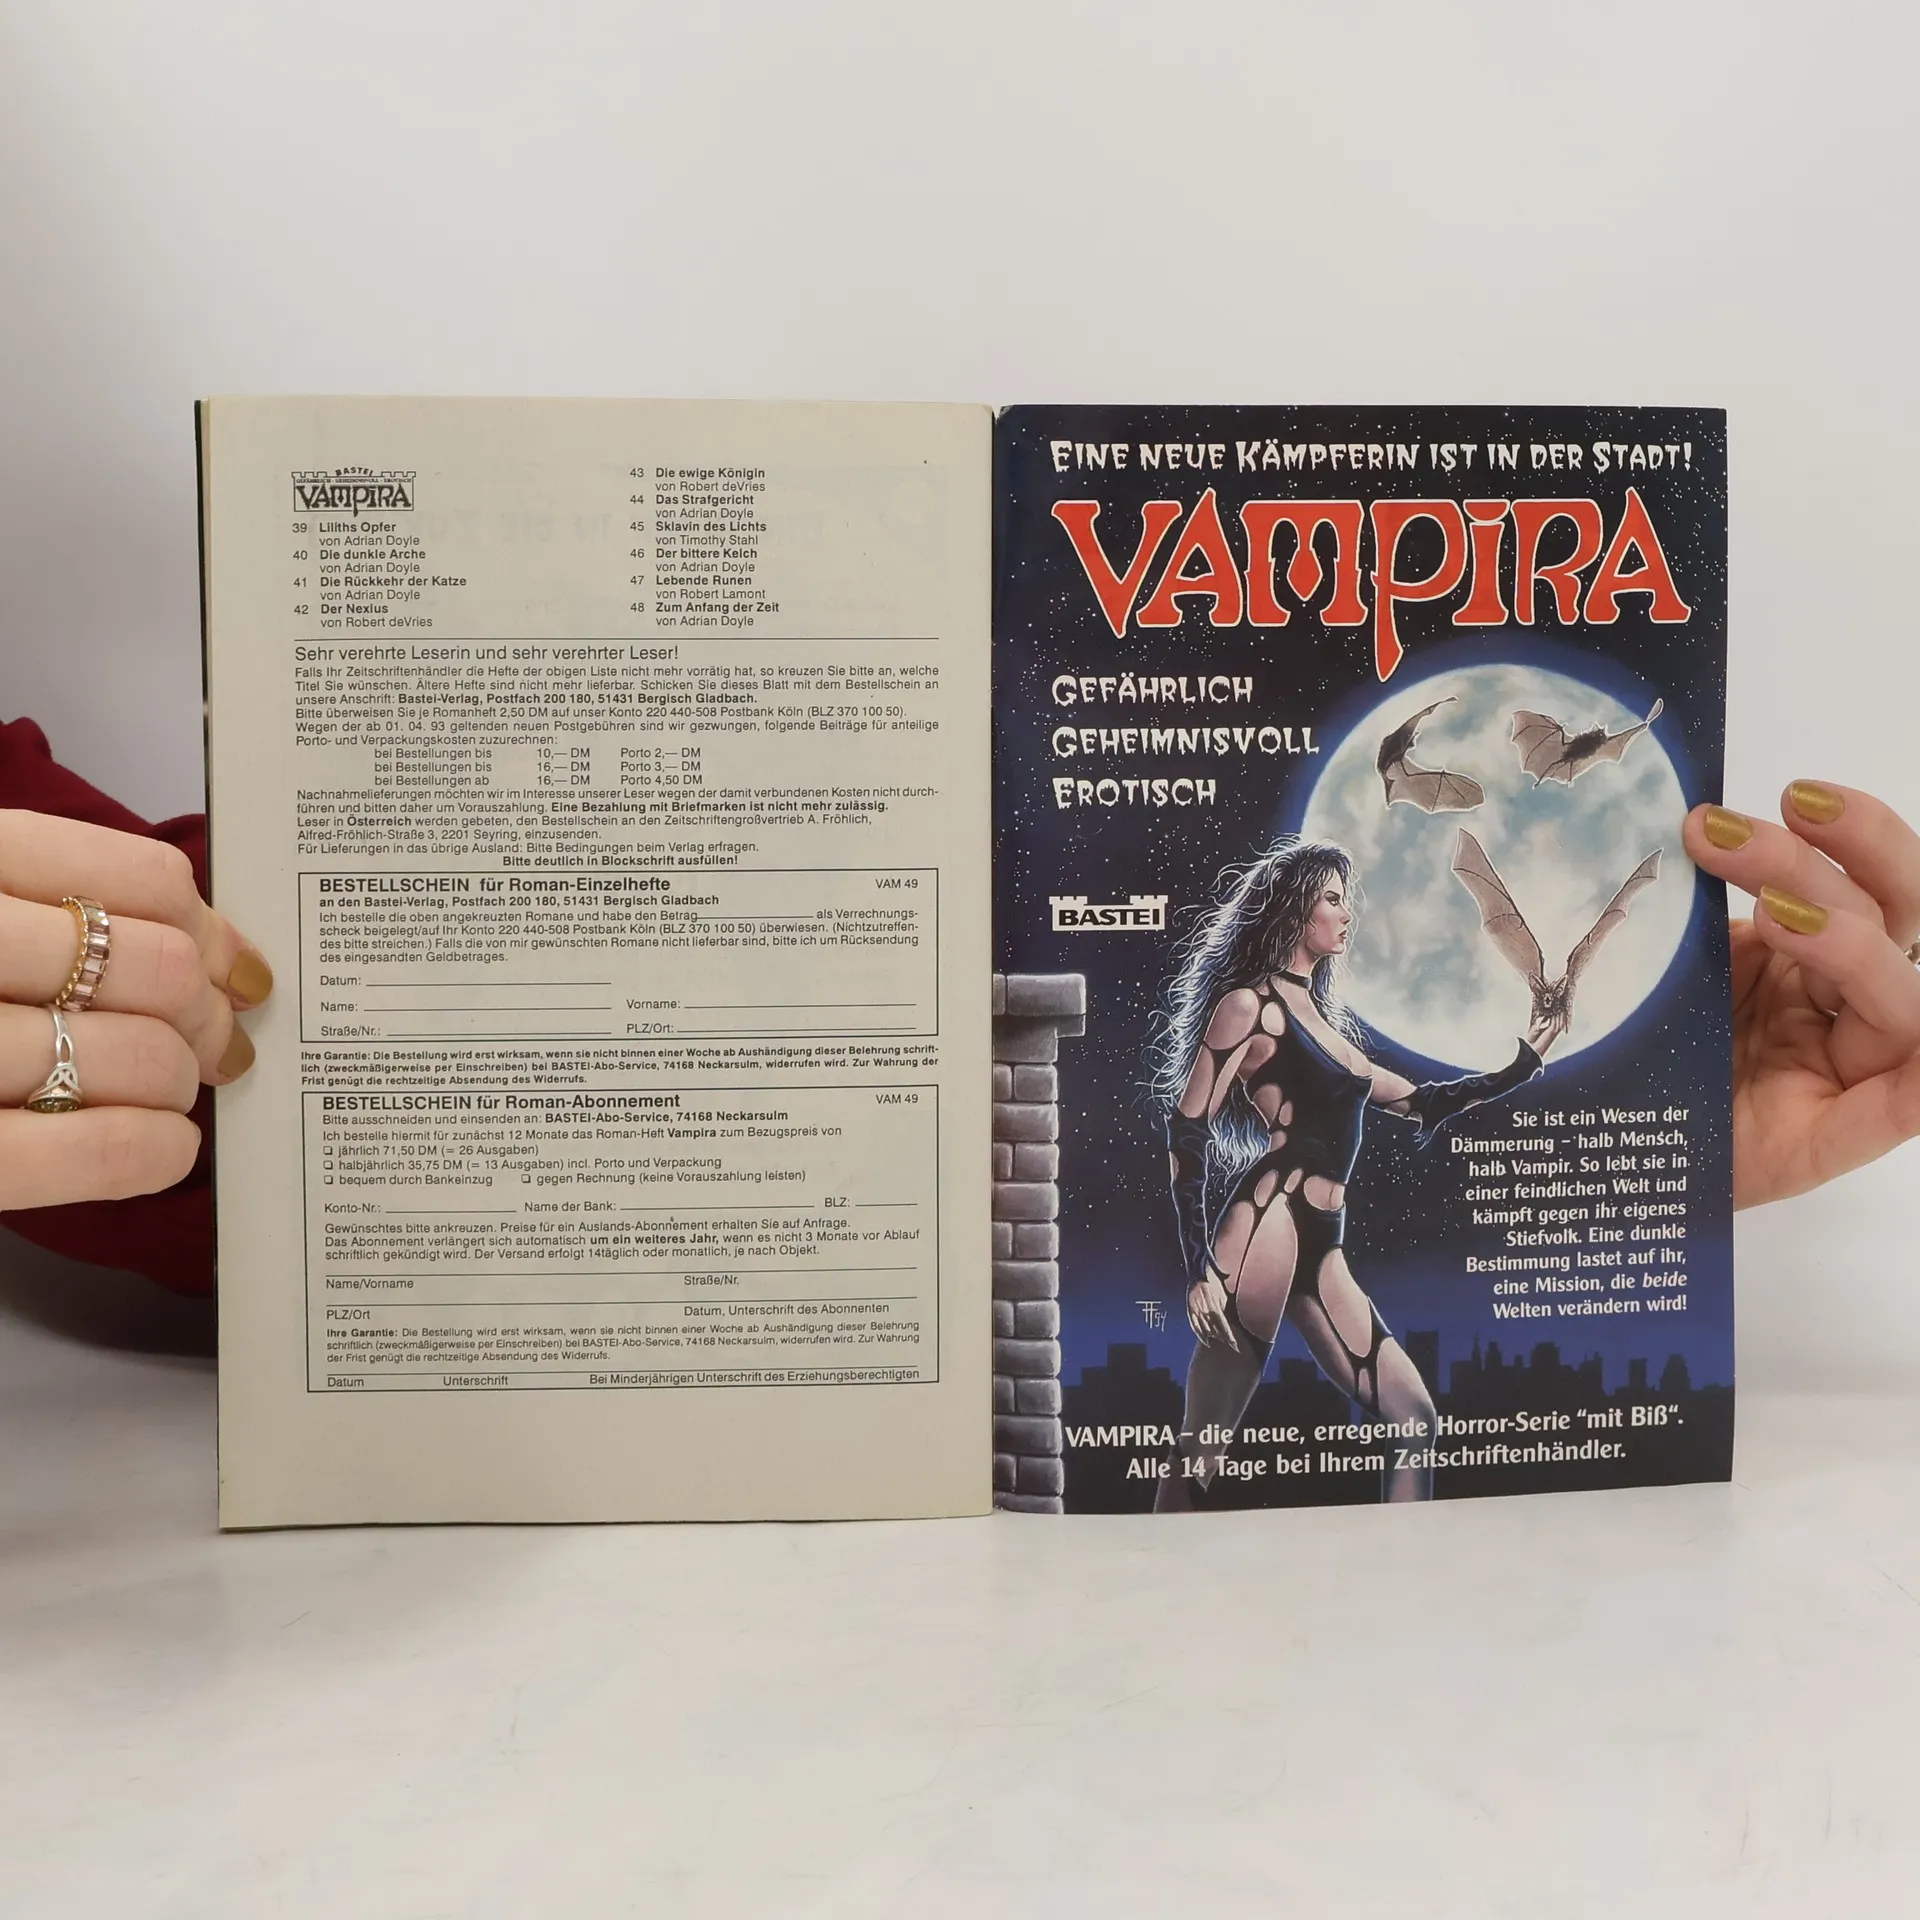 BASTEI
GEFÄHRLICH · GEHEIMNISVOLL · EROTISCH
VAMPIRA
39 Liliths Opfer
von Adrian Doyle
40 Die dunkle Arche
von Adrian Doyle
41 Die Rückkehr der Katze
von Adrian Doyle
42 Der Nexius
von Robert deVries
43 Die ewige Königin
von Robert deVries
44 Das Strafgericht
von Adrian Doyle
45 Sklavin des Lichts
von Timothy Stahl
46 Der bittere Kelch
von Adrian Doyle
47 Lebende Runen
von Robert Lamont
48 Zum Anfang der Zeit
von Adrian Doyle
Sehr verehrte Leserin und sehr verehrter Leser!
Falls Ihr Zeitschriftenhändler die Hefte der obigen Liste nicht mehr vorrätig hat, so kreuzen Sie bitte an, welche
Titel Sie wünschen. Ältere Hefte sind nicht mehr lieferbar. Schicken Sie dieses Blatt mit dem Bestellschein an
unsere Anschrift: Bastei-Verlag, Postfach 200 180, 51431 Bergisch Gladbach.
Bitte überweisen Sie je Romanheft 2,50 DM auf unser Konto 220 440-508 Postbank Köln (BLZ 370 100 50).
Wegen der ab 01. 04. 93 geltenden neuen Postgebühren sind wir gezwungen, folgende Beiträge für anteilige
Porto- und Verpackungskosten zuzurechnen:
bei Bestellungen bis 10,— DM Porto 2,— DM
bei Bestellungen bis 16,— DM Porto 3,— DM
bei Bestellungen ab 16,— DM Porto 4,50 DM
Nachnahmelieferungen möchten wir im Interesse unserer Leser wegen der damit verbundenen Kosten nicht durch-
führen und bitten daher um Vorauszahlung. Eine Bezahlung mit Briefmarken ist nicht mehr zulässig.
Leser in Österreich werden gebeten, den Bestellschein an den Zeitschriftengroßvertrieb A. Fröhlich,
Alfred-Fröhlich-Straße 3, 2201 Seyring, einzusenden.
Für Lieferungen in das übrige Ausland: Bitte Bedingungen beim Verlag erfragen.
Bitte deutlich in Blockschrift ausfüllen!
BESTELLSCHEIN für Roman-Einzelhefte VAM 49
an den Bastei-Verlag, Postfach 200 180, 51431 Bergisch Gladbach
Ich bestelle die oben angekreuzten Romane und habe den Betrag als Verrechnungs-
scheck beigelegt/auf Ihr Konto 220 440-508 Postbank Köln (BLZ 370 100 50) überwiesen. (Nichtzutreffen-
des bitte streichen.) Falls die von mir gewünschten Romane nicht lieferbar sind, bitte ich um Rücksendung
des eingesandten Geldbetrages.
Datum:
Name: Vorname:
Straße/Nr.: PLZ/Ort:
Ihre Garantie: Die Bestellung wird erst wirksam, wenn sie nicht binnen einer Woche ab Aushändigung dieser Belehrung schrift-
lich (zweckmäßigerweise per Einschreiben) bei BASTEI-Abo-Service, 74168 Neckarsulm, widerrufen wird. Zur Wahrung der
Frist genügt die rechtzeitige Absendung des Widerrufs.
BESTELLSCHEIN für Roman-Abonnement VAM 49
Bitte ausschneiden und einsenden an: BASTEI-Abo-Service, 74168 Neckarsulm
Ich bestelle hiermit für zunächst 12 Monate das Roman-Heft Vampira zum Bezugspreis von
❏ jährlich 71,50 DM (= 26 Ausgaben)
❏ halbjährlich 35,75 DM (= 13 Ausgaben) incl. Porto und Verpackung
❏ bequem durch Bankeinzug ❏ gegen Rechnung (keine Vorauszahlung leisten)
Konto-Nr.: Name der Bank: BLZ:
Gewünschtes bitte ankreuzen. Preise für ein Auslands-Abonnement erhalten Sie auf Anfrage.
Das Abonnement verlängert sich automatisch um ein weiteres Jahr, wenn es nicht 3 Monate vor Ablauf
schriftlich gekündigt wird. Der Versand erfolgt 14täglich oder monatlich, je nach Objekt.
Name/Vorname Straße/Nr.
PLZ/Ort Datum, Unterschrift des Abonnenten
Ihre Garantie: Die Bestellung wird erst wirksam, wenn sie nicht binnen einer Woche ab Aushändigung dieser Belehrung
schriftlich (zweckmäßigerweise per Einschreiben) bei BASTEI-Abo-Service, 74168 Neckarsulm, widerrufen wird. Zur Wahrung
der Frist genügt die rechtzeitige Absendung des Widerrufs.
Datum Unterschrift Bei Minderjährigen Unterschrift des Erziehungsberechtigten
EINE NEUE KÄMPFERIN IST IN DER STADT!
VAMPIRA
GEFÄHRLICH
GEHEIMNISVOLL
EROTISCH
BASTEI
Sie ist ein Wesen der
Dämmerung – halb Mensch,
halb Vampir. So lebt sie in
einer feindlichen Welt und
kämpft gegen ihr eigenes
Stiefvolk. Eine dunkle
Bestimmung lastet auf ihr,
eine Mission, die beide
Welten verändern wird!
VAMPIRA – die neue, erregende Horror-Serie “mit Biß“.
Alle 14 Tage bei Ihrem Zeitschriftenhändler.